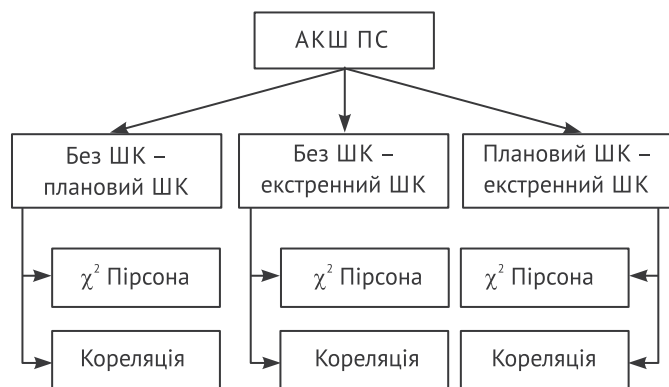 АКШ ПС
Без ШК –
плановий ШК
Без ШК –
екстренний ШК
Плановий ШК –
екстренний ШК
χ² Пірсона
χ² Пірсона
χ² Пірсона
Кореляція
Кореляція
Кореляція